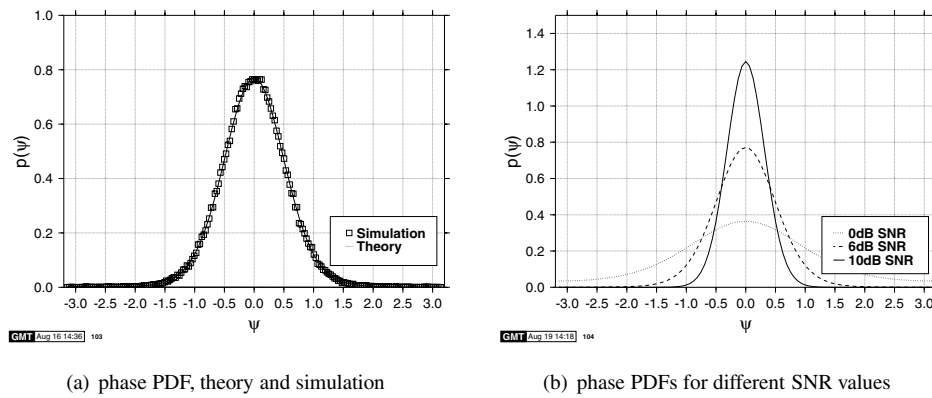 1.0
0.8
0.6
0.4
0.2
0.0
p(ψ)
-3.0 -2.5 -2.0 -1.5 -1.0 -0.5 0.0 0.5 1.0 1.5 2.0 2.5 3.0
ψ
Simulation
Theory
GMT Aug 16 14:36 103
(a) phase PDF, theory and simulation
1.4
1.2
1.0
0.8
0.6
0.4
0.2
0.0
p(ψ)
-3.0 -2.5 -2.0 -1.5 -1.0 -0.5 0.0 0.5 1.0 1.5 2.0 2.5 3.0
ψ
0dB SNR
6dB SNR
10dB SNR
GMT Aug 19 14:18 104
(b) phase PDFs for different SNR values